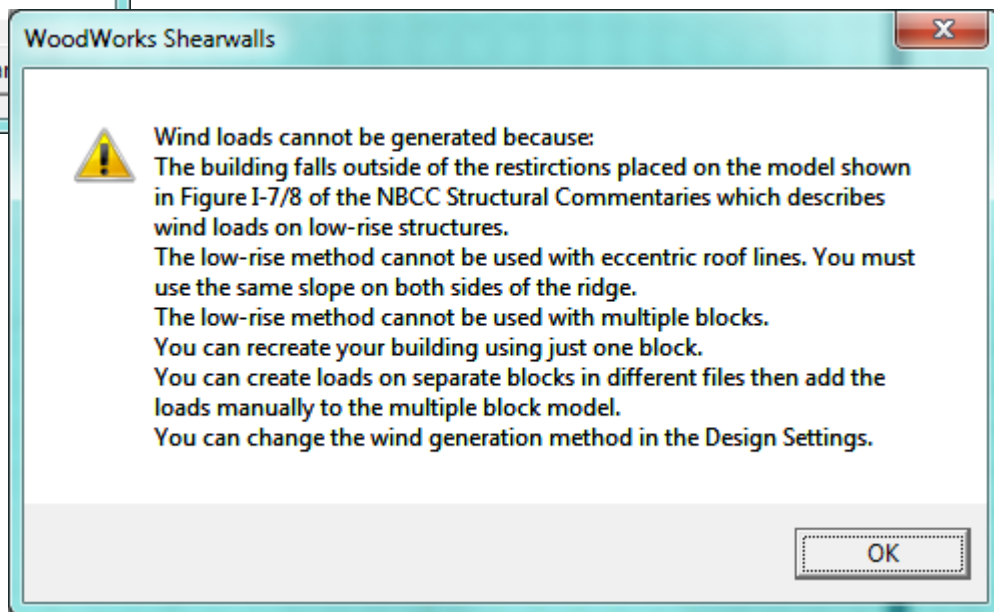 WoodWorks Shearwalls
Wind loads cannot be generated because:
The building falls outside of the restirctions placed on the model shown
in Figure I-7/8 of the NBCC Structural Commentaries which describes
wind loads on low-rise structures.
The low-rise method cannot be used with eccentric roof lines. You must
use the same slope on both sides of the ridge.
The low-rise method cannot be used with multiple blocks.
You can recreate your building using just one block.
You can create loads on separate blocks in different files then add the
loads manually to the multiple block model.
You can change the wind generation method in the Design Settings.
OK